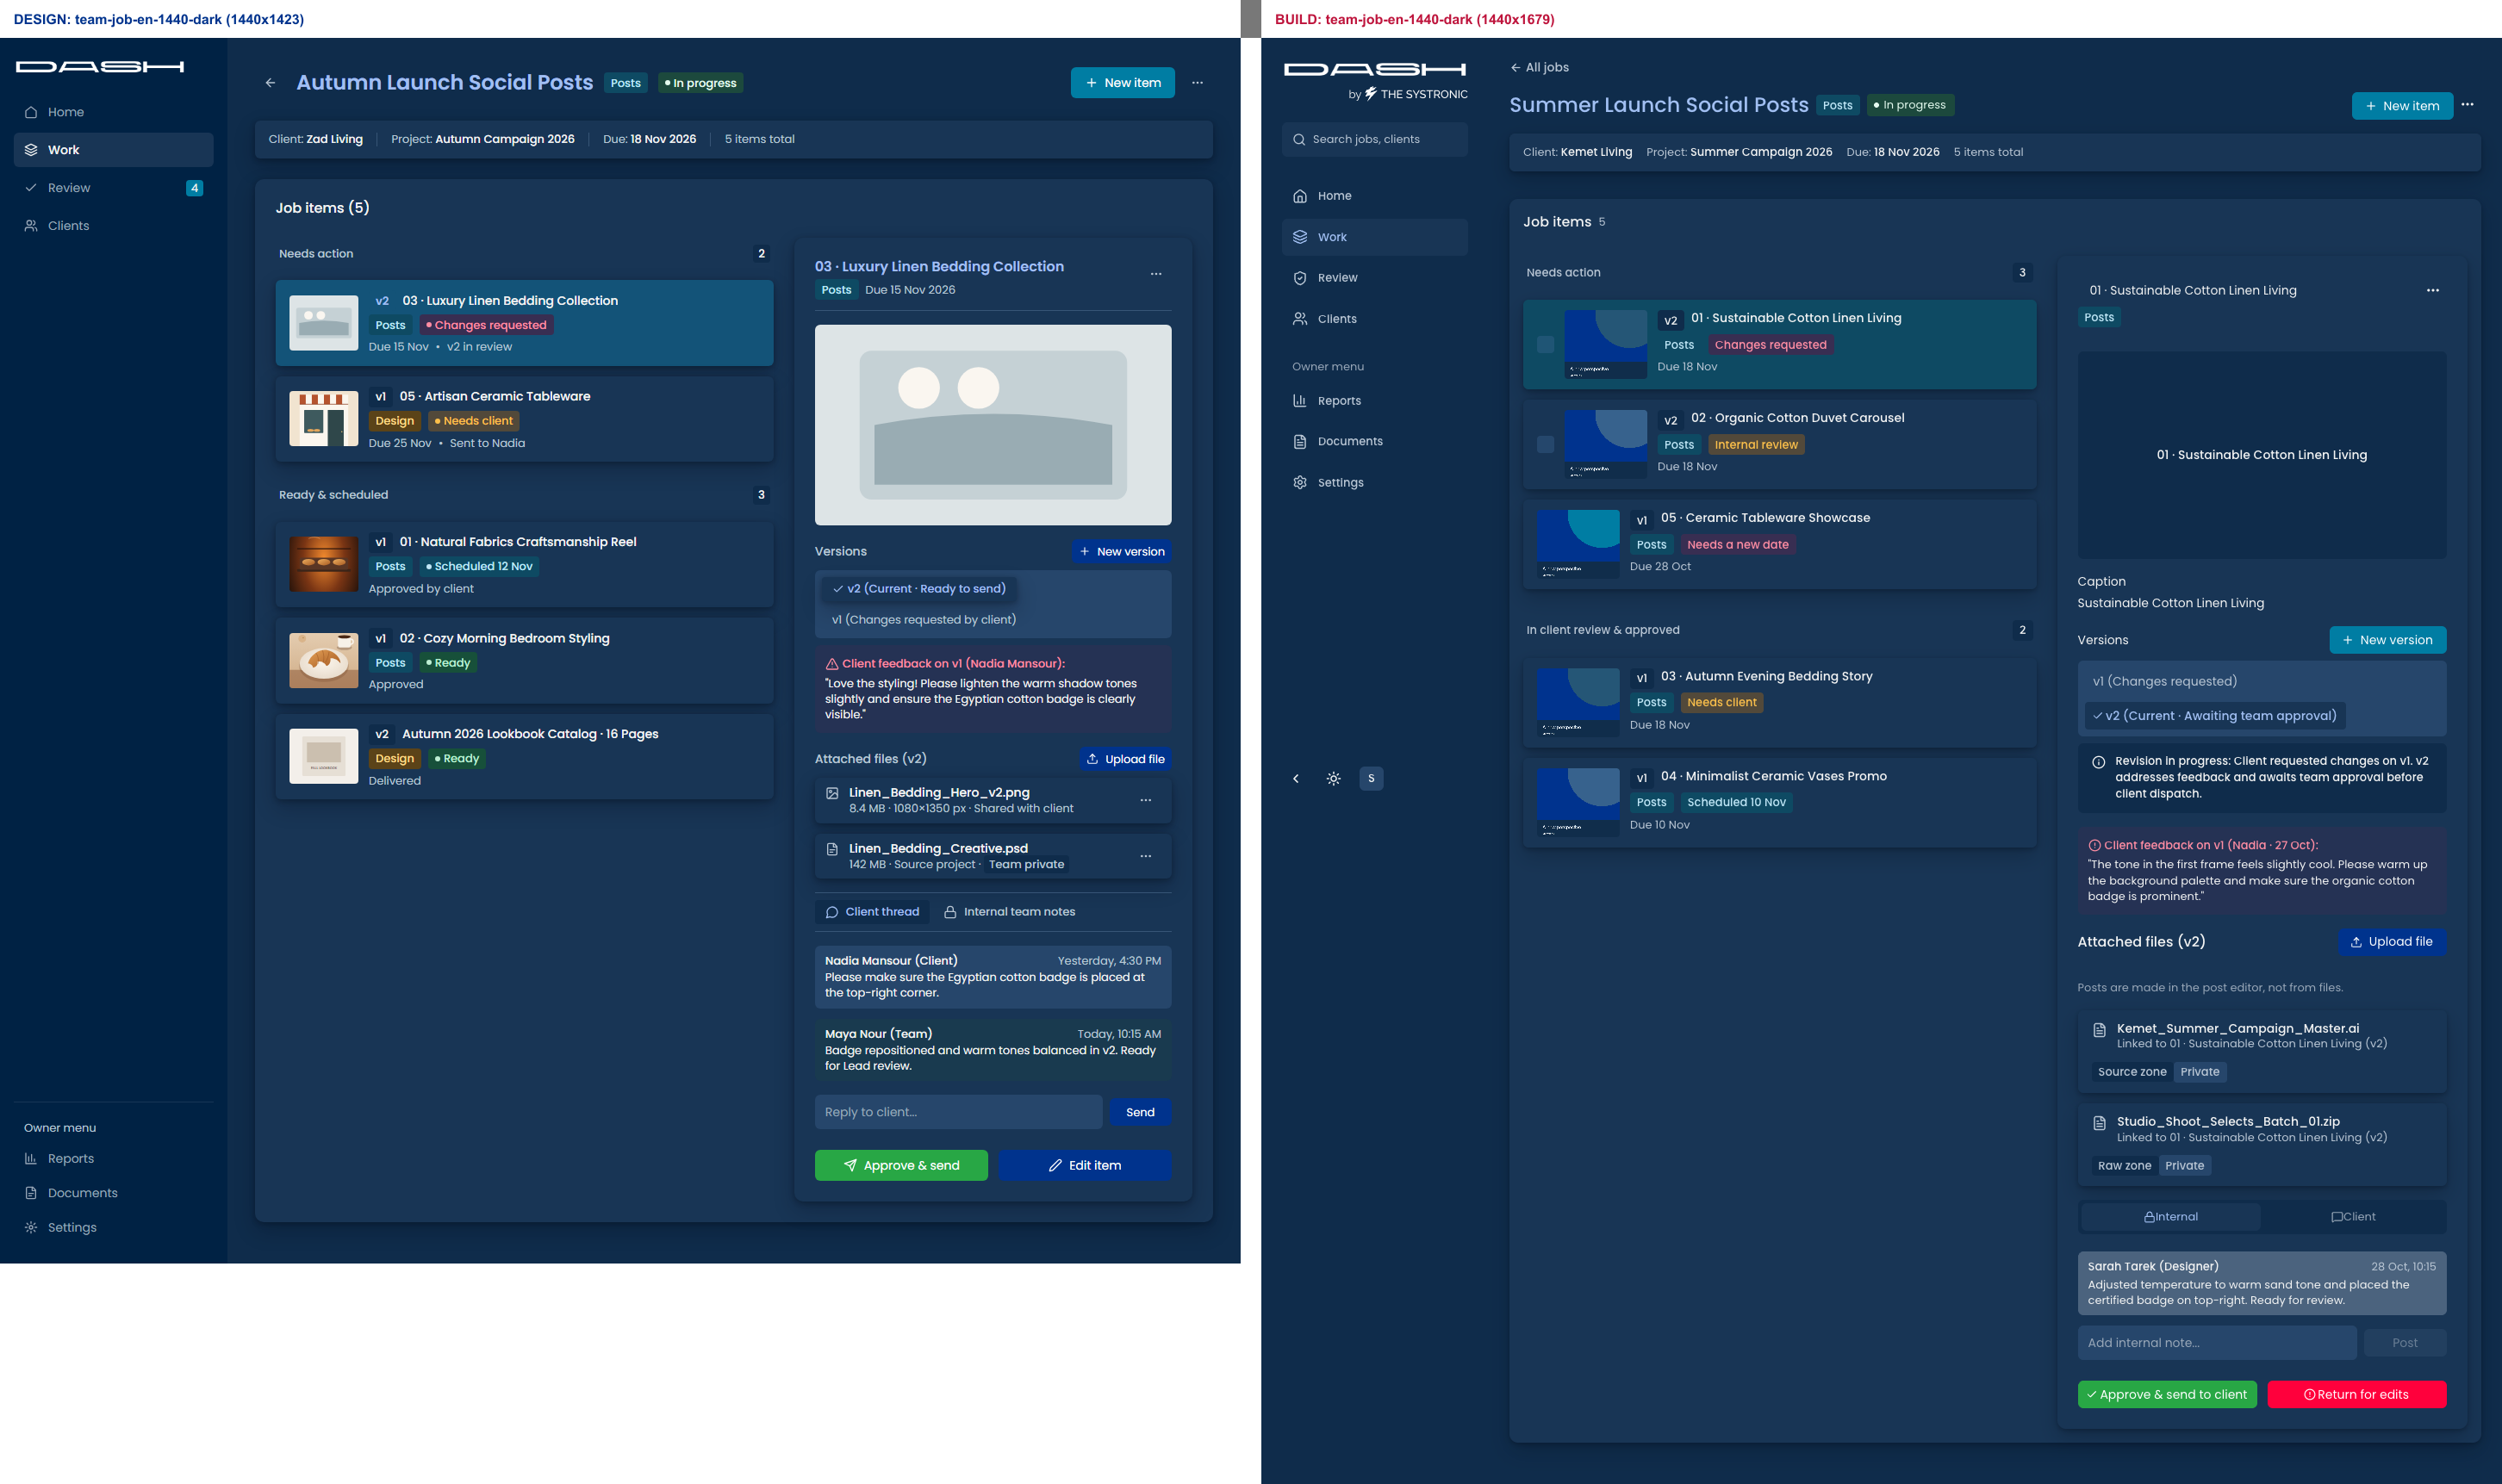 DESIGN: team-job-en-1440-dark (1440x1423)
DASH
Home
Work
Review 4
Clients
Owner menu
Reports
Documents
Settings
Autumn Launch Social Posts Posts In progress
New item
Client: Zad Living Project: Autumn Campaign 2026 Due: 18 Nov 2026 5 items total
Job items (5)
Needs action 2
v2 03 · Luxury Linen Bedding Collection
Posts Changes requested
Due 15 Nov • v2 in review
v1 05 · Artisan Ceramic Tableware
Design Needs client
Due 25 Nov • Sent to Nadia
Ready & scheduled 3
v1 01 · Natural Fabrics Craftsmanship Reel
Posts Scheduled 12 Nov
Approved by client
v1 02 · Cozy Morning Bedroom Styling
Posts Ready
Approved
v2 Autumn 2026 Lookbook Catalog · 16 Pages
Design Ready
Delivered
03 · Luxury Linen Bedding Collection
Posts Due 15 Nov 2026
Versions New version
v2 (Current · Ready to send)
v1 (Changes requested by client)
Client feedback on v1 (Nadia Mansour):
"Love the styling! Please lighten the warm shadow tones
slightly and ensure the Egyptian cotton badge is clearly
visible."
Attached files (v2) Upload file
Linen_Bedding_Hero_v2.png
8.4 MB · 1080×1350 px · Shared with client
Linen_Bedding_Creative.psd
142 MB · Source project · Team private
Client thread Internal team notes
Nadia Mansour (Client) Yesterday, 4:30 PM
Please make sure the Egyptian cotton badge is placed at
the top-right corner.
Maya Nour (Team) Today, 10:15 AM
Badge repositioned and warm tones balanced in v2. Ready
for Lead review.
Reply to client... Send
Approve & send Edit item
BUILD: team-job-en-1440-dark (1440x1679)
DASH
by THE SYSTRONIC
Search jobs, clients
Home
Work
Review
Clients
Owner menu
Reports
Documents
Settings
S
All jobs
Summer Launch Social Posts Posts In progress
New item
Client: Kemet Living Project: Summer Campaign 2026 Due: 18 Nov 2026 5 items total
Job items 5
Needs action 3
v2 01 · Sustainable Cotton Linen Living
Posts Changes requested
Due 18 Nov
v2 02 · Organic Cotton Duvet Carousel
Posts Internal review
Due 18 Nov
v1 05 · Ceramic Tableware Showcase
Posts Needs a new date
Due 28 Oct
In client review & approved 2
v1 03 · Autumn Evening Bedding Story
Posts Needs client
Due 18 Nov
v1 04 · Minimalist Ceramic Vases Promo
Posts Scheduled 10 Nov
Due 10 Nov
01 · Sustainable Cotton Linen Living
Posts
01 · Sustainable Cotton Linen Living
Caption
Sustainable Cotton Linen Living
Versions New version
v1 (Changes requested)
v2 (Current · Awaiting team approval)
Revision in progress: Client requested changes on v1. v2
addresses feedback and awaits team approval before
client dispatch.
Client feedback on v1 (Nadia · 27 Oct):
"The tone in the first frame feels slightly cool. Please warm up
the background palette and make sure the organic cotton
badge is prominent."
Attached files (v2) Upload file
Posts are made in the post editor, not from files.
Kemet_Summer_Campaign_Master.ai
Linked to 01 · Sustainable Cotton Linen Living (v2)
Source zone Private
Studio_Shoot_Selects_Batch_01.zip
Linked to 01 · Sustainable Cotton Linen Living (v2)
Raw zone Private
Internal Client
Sarah Tarek (Designer) 28 Oct, 10:15
Adjusted temperature to warm sand tone and placed the
certified badge on top-right. Ready for review.
Add internal note... Post
Approve & send to client Return for edits